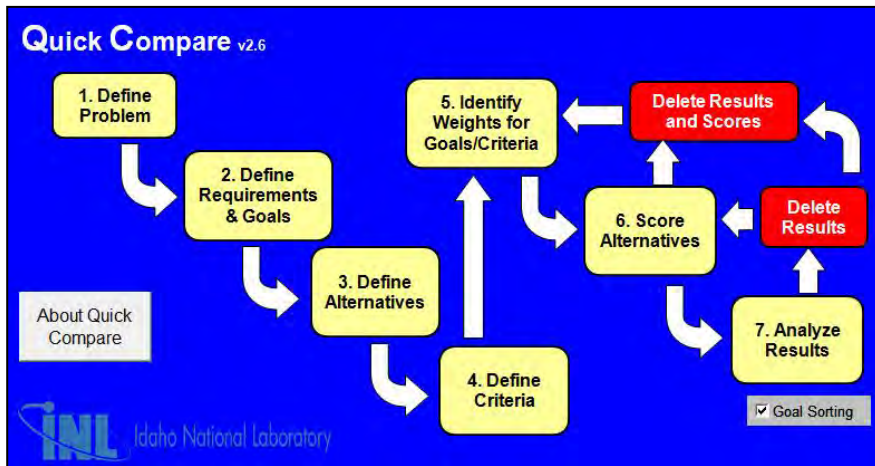 Quick Compare v2.6
1. Define
Problem
2. Define
Requirements
& Goals
3. Define
Alternatives
4. Define
Criteria
5. Identify
Weights for
Goals/Criteria
Delete Results
and Scores
6. Score
Alternatives
Delete
Results
7. Analyze
Results
About Quick
Compare
Goal Sorting
INL Idaho National Laboratory